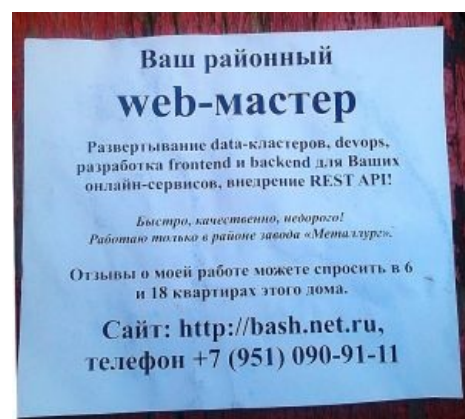 Ваш районный
web-мастер
Развертывание data-кластеров, devops,
разработка frontend и backend для Ваших
онлайн-сервисов, внедрение REST API!
Быстро, качественно, недорого!
Работаю только в районе завода «Металлург».
Отзывы о моей работе можете спросить в 6
и 18 квартирах этого дома.
Сайт: http://bash.net.ru,
телефон +7 (951) 090-91-11